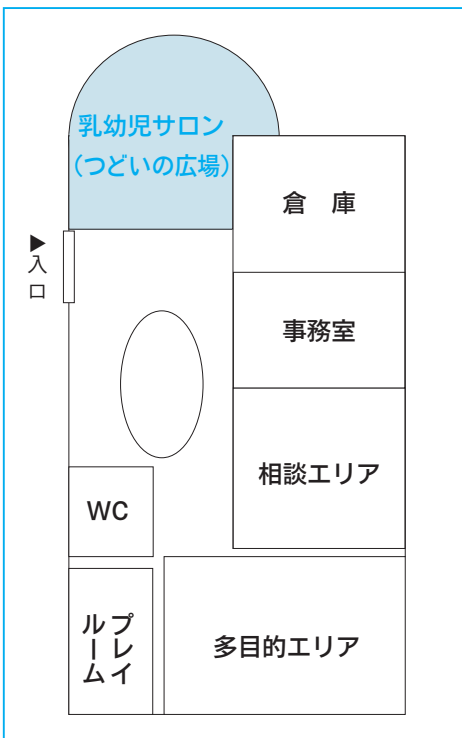 乳幼児サロン
（つどいの広場）
倉　庫
▶入口
事務室
相談エリア
WC
プレイ
ルーム
多目的エリア